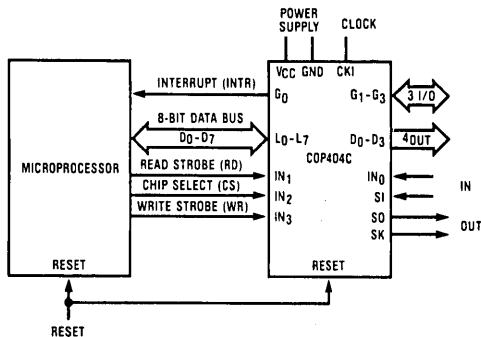 POWER
SUPPLY CLOCK
VCC GND CKI
INTERRUPT (INTR) G0 G1-G3 3 I/O
8-BIT DATA BUS
D0-D7 L0-L7 D0-D3 4 OUT
MICROPROCESSOR COP404C
READ STROBE (RD) IN1 IN0 IN
CHIP SELECT (CS) IN2 SI
WRITE STROBE (WR) IN3 SO OUT
SK
RESET RESET
RESET